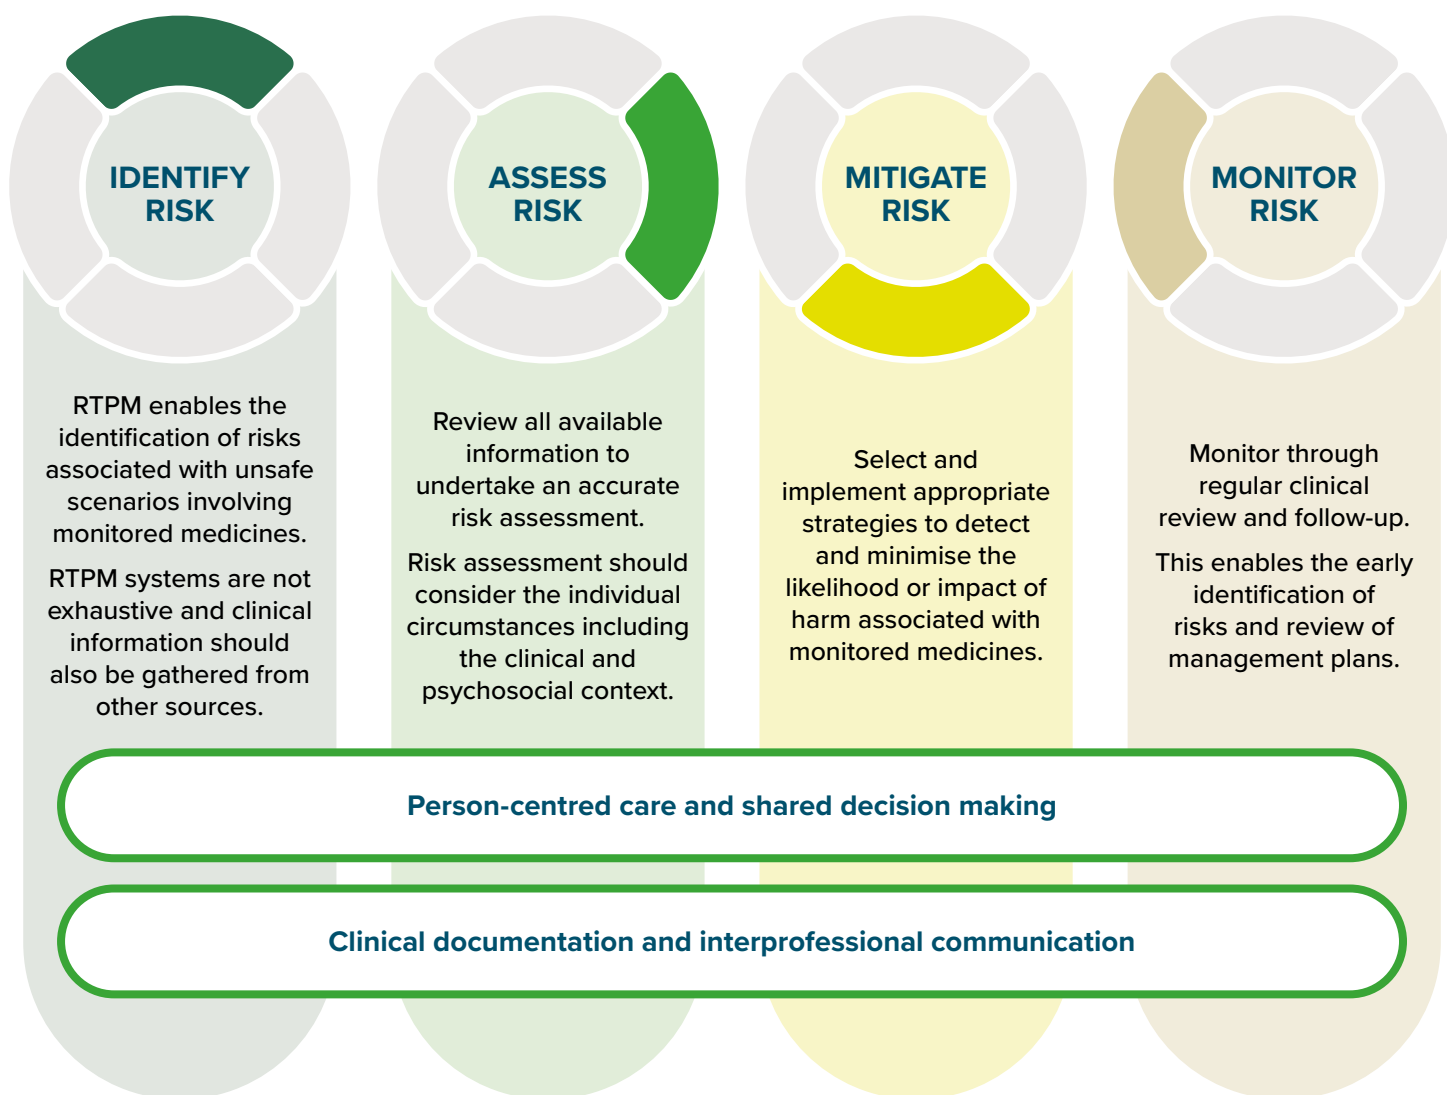 IDENTIFY
RISK
RTPM enables the
identification of risks
associated with unsafe
scenarios involving
monitored medicines.
RTPM systems are not
exhaustive and clinical
information should
also be gathered from
other sources.
ASSESS
RISK
Review all available
information to
undertake an accurate
risk assessment.
Risk assessment should
consider the individual
circumstances including
the clinical and
psychosocial context.
MITIGATE
RISK
Select and
implement appropriate
strategies to detect
and minimise the
likelihood or impact of
harm associated with
monitored medicines.
MONITOR
RISK
Monitor through
regular clinical
review and follow-up.
This enables the early
identification of
risks and review of
management plans.
Person-centred care and shared decision making
Clinical documentation and interprofessional communication